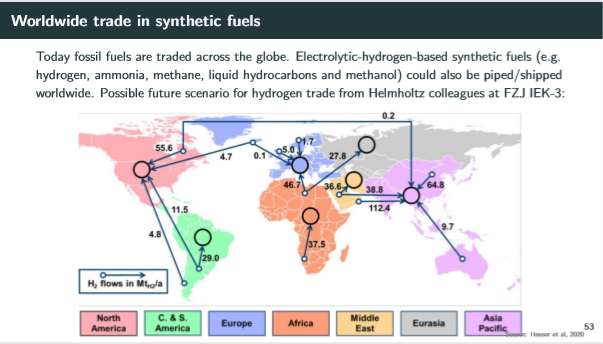 Worldwide trade in synthetic fuels
Today fossil fuels are traded across the globe. Electrolytic-hydrogen-based synthetic fuels (e.g.
hydrogen, ammonia, methane, liquid hydrocarbons and methanol) could also be piped/shipped
worldwide. Possible future scenario for hydrogen trade from Helmholtz colleagues at FZJ IEK-3:
0.2
55.6
4.7
0.1
5.0
1.7
27.8
46.7
36.6
38.8
64.8
112.4
11.5
4.8
29.0
37.5
9.7
H₂ flows in Mt_H2/a
North
America
C. & S.
America
Europe
Africa
Middle
East
Eurasia
Asia
Pacific
Source: Heuser et al, 2020
53